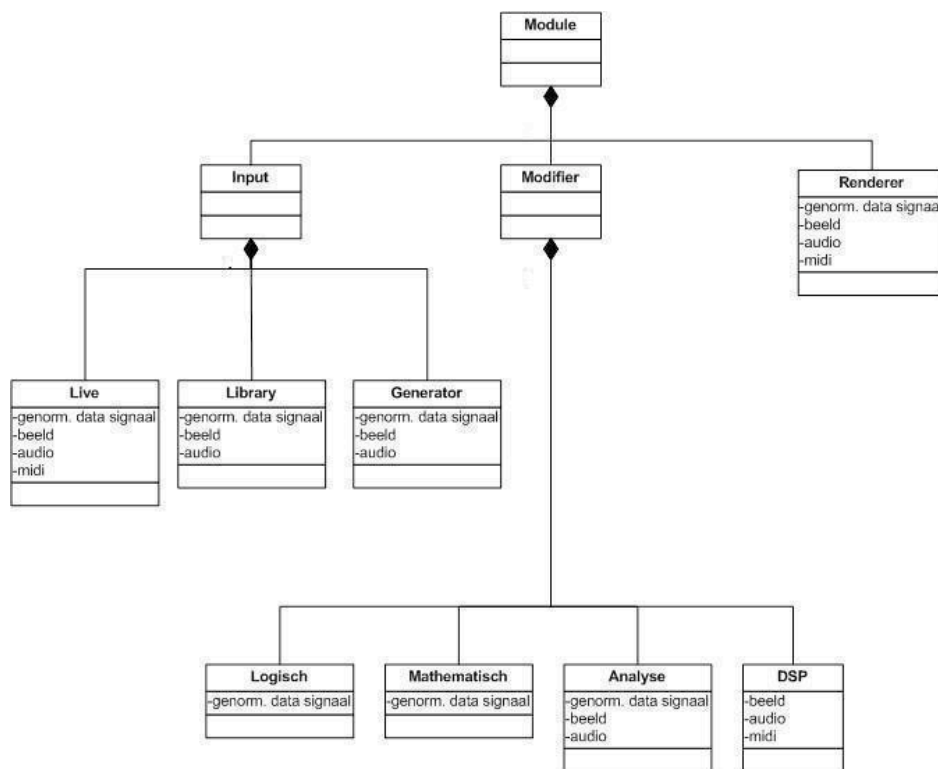 Module
Input
Modifier
Renderer
-genorm. data signaal
-beeld
-audio
-midi
Live
-genorm. data signaal
-beeld
-audio
-midi
Library
-genorm. data signaal
-beeld
-audio
Generator
-genorm. data signaal
-beeld
-audio
Logisch
-genorm. data signaal
Mathematisch
-genorm. data signaal
Analyse
-genorm. data signaal
-beeld
-audio
DSP
-beeld
-audio
-midi